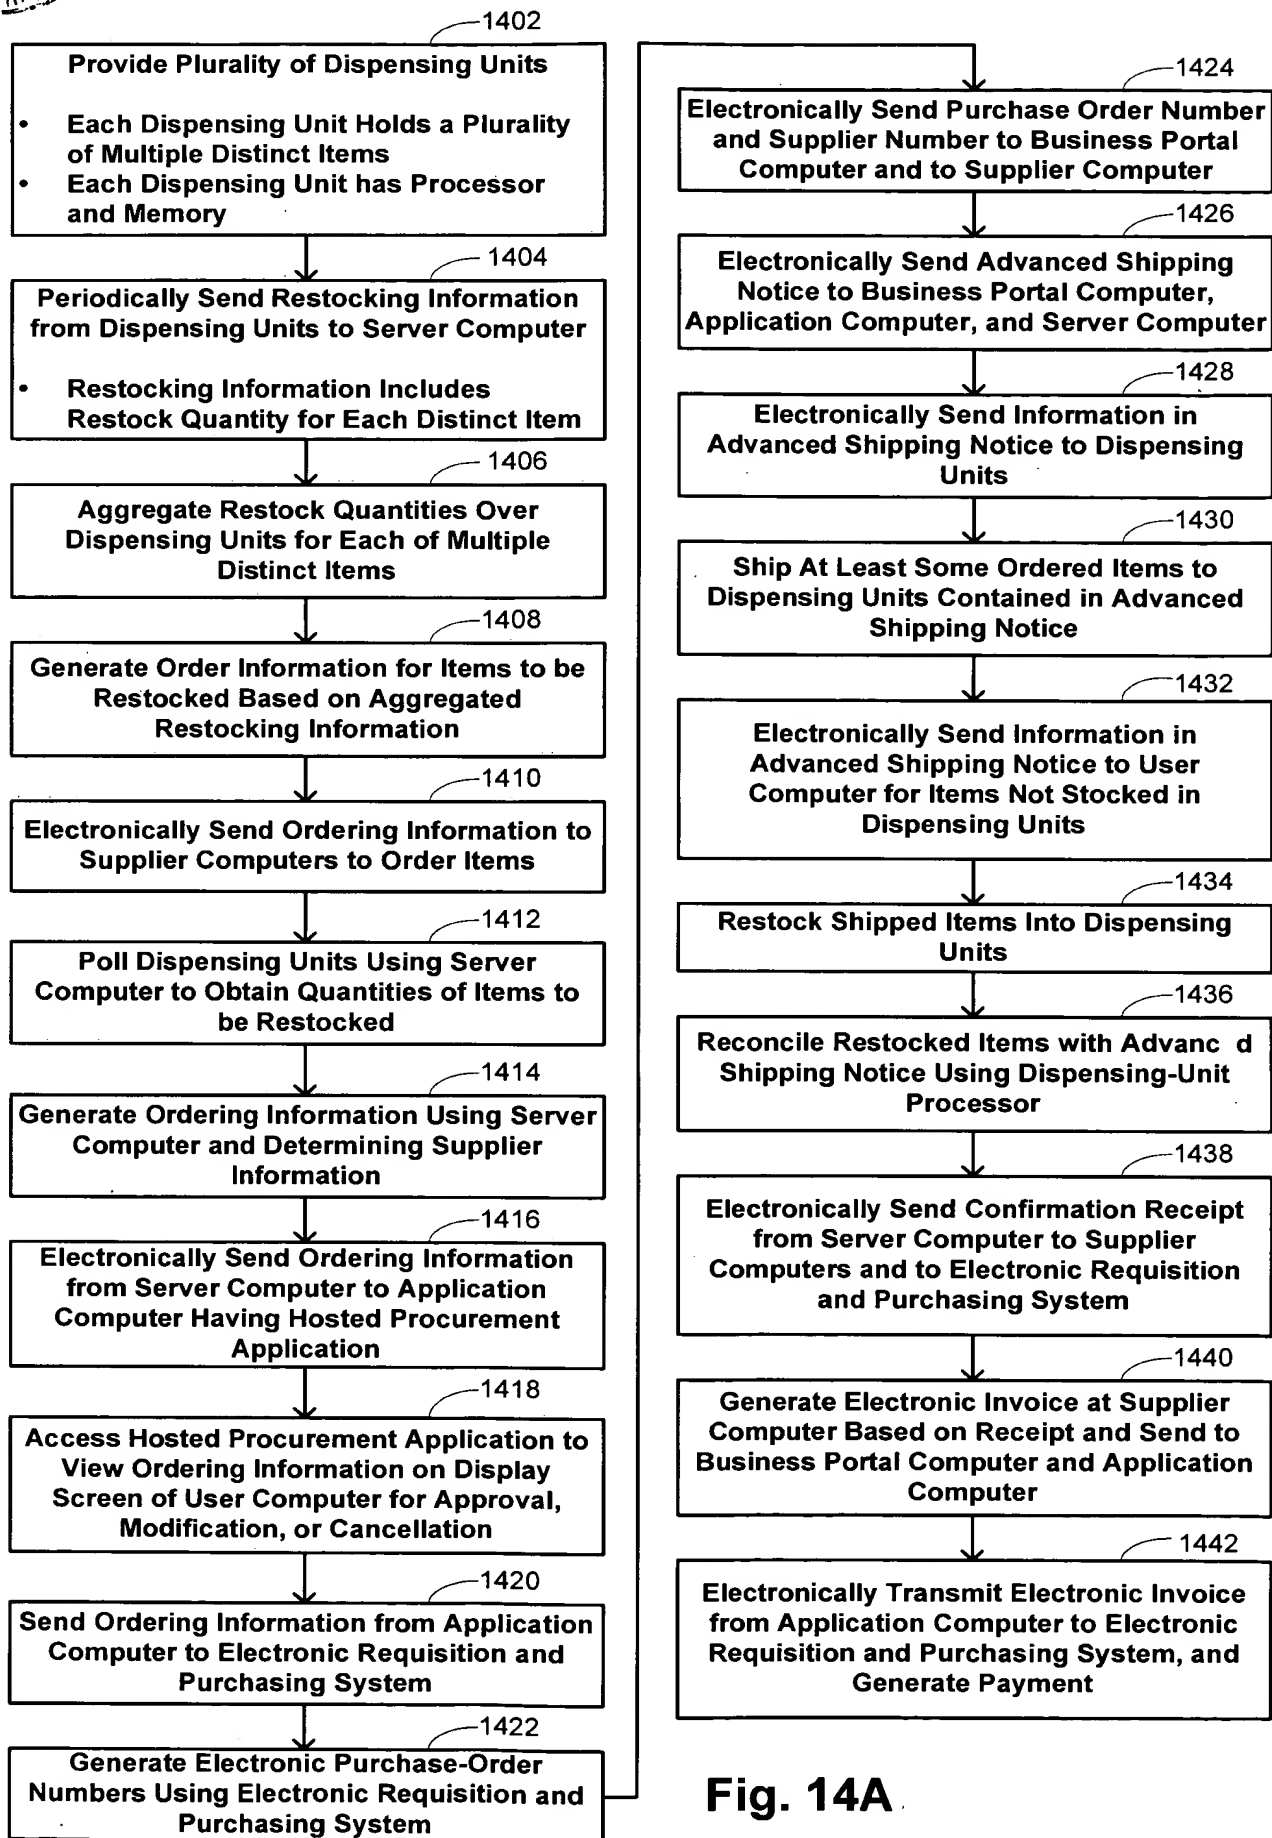 1402
Provide Plurality of Dispensing Units
• Each Dispensing Unit Holds a Plurality
of Multiple Distinct Items
• Each Dispensing Unit has Processor
and Memory
1404
Periodically Send Restocking Information
from Dispensing Units to Server Computer
• Restocking Information Includes
Restock Quantity for Each Distinct Item
1406
Aggregate Restock Quantities Over
Dispensing Units for Each of Multiple
Distinct Items
1408
Generate Order Information for Items to be
Restocked Based on Aggregated
Restocking Information
1410
Electronically Send Ordering Information to
Supplier Computers to Order Items
1412
Poll Dispensing Units Using Server
Computer to Obtain Quantities of Items to
be Restocked
1414
Generate Ordering Information Using Server
Computer and Determining Supplier
Information
1416
Electronically Send Ordering Information
from Server Computer to Application
Computer Having Hosted Procurement
Application
1418
Access Hosted Procurement Application to
View Ordering Information on Display
Screen of User Computer for Approval,
Modification, or Cancellation
1420
Send Ordering Information from Application
Computer to Electronic Requisition and
Purchasing System
1422
Generate Electronic Purchase-Order
Numbers Using Electronic Requisition and
Purchasing System
1424
Electronically Send Purchase Order Number
and Supplier Number to Business Portal
Computer and to Supplier Computer
1426
Electronically Send Advanced Shipping
Notice to Business Portal Computer,
Application Computer, and Server Computer
1428
Electronically Send Information in
Advanced Shipping Notice to Dispensing
Units
1430
Ship At Least Some Ordered Items to
Dispensing Units Contained in Advanced
Shipping Notice
1432
Electronically Send Information in
Advanced Shipping Notice to User
Computer for Items Not Stocked in
Dispensing Units
1434
Restock Shipped Items Into Dispensing
Units
1436
Reconcile Restocked Items with Advanc d
Shipping Notice Using Dispensing-Unit
Processor
1438
Electronically Send Confirmation Receipt
from Server Computer to Supplier
Computers and to Electronic Requisition
and Purchasing System
1440
Generate Electronic Invoice at Supplier
Computer Based on Receipt and Send to
Business Portal Computer and Application
Computer
1442
Electronically Transmit Electronic Invoice
from Application Computer to Electronic
Requisition and Purchasing System, and
Generate Payment
Fig. 14A